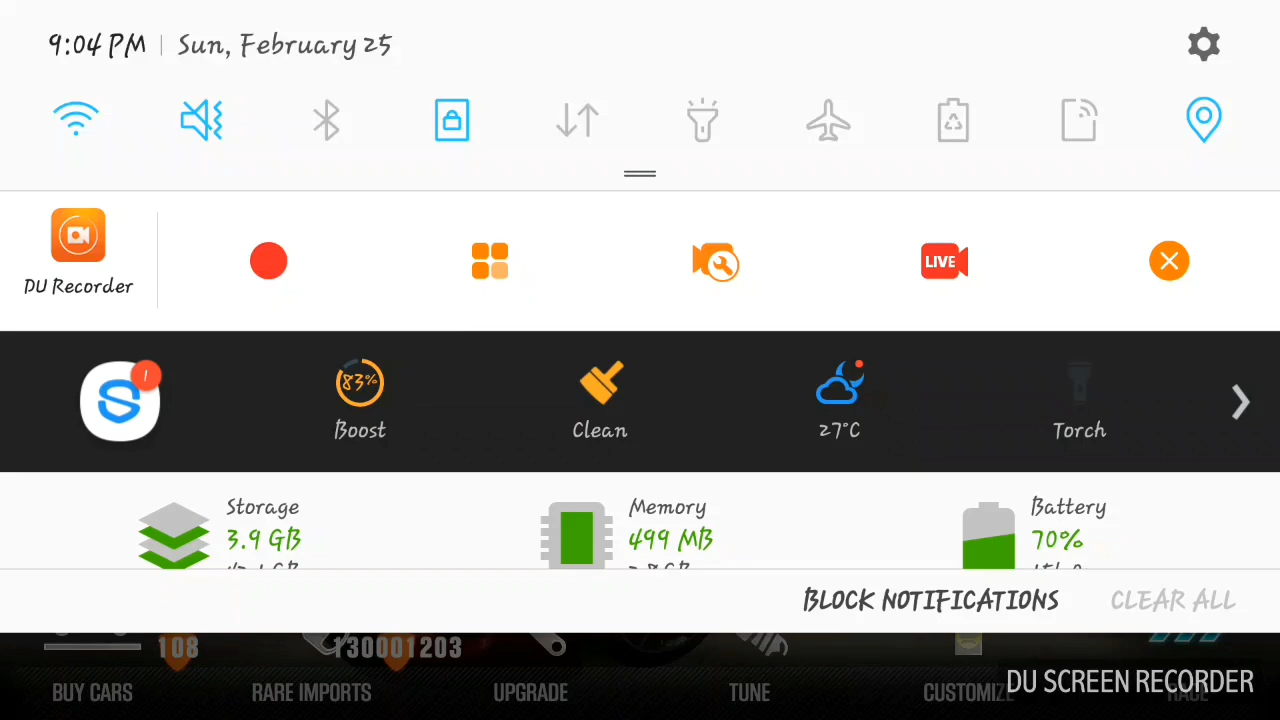 9:04 PM | Sun, February 25
DU Recorder
LIVE
1
83%
Boost
Clean
27°C
Torch
Storage
3.9 GB
Memory
499 MB
Battery
70%
BLOCK NOTIFICATIONS
CLEAR ALL
108
130001203
BUY CARS
RARE IMPORTS
UPGRADE
TUNE
CUSTOMIZE
RACE
DU SCREEN RECORDER